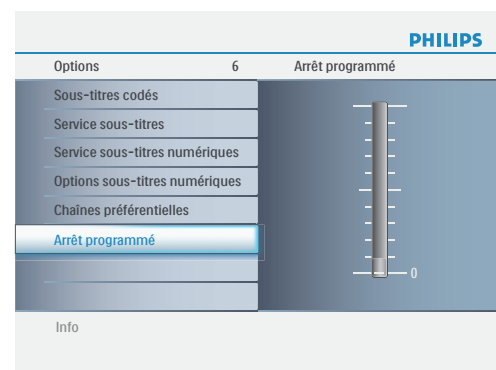 PHILIPS
Options 6 Arrêt programmé
Sous-titres codés
Service sous-titres
Service sous-titres numériques
Options sous-titres numériques
Chaînes préférentielles
Arrêt programmé
0
Info